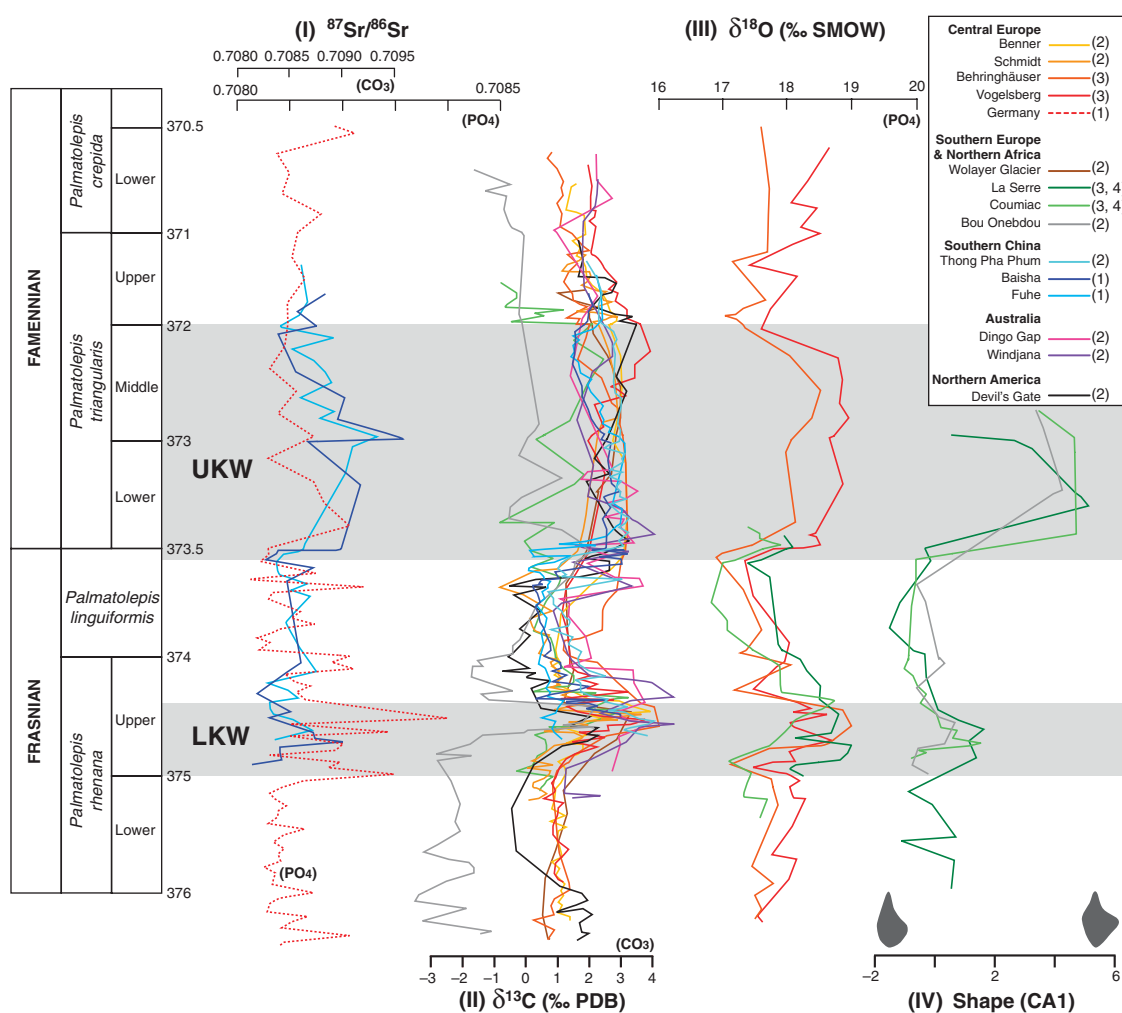 (I) ⁸⁷Sr/⁸⁶Sr
0.7080 0.7085 0.7090 0.7095
(CO₃)
0.7080 0.7085
(PO₄)
(III) δ¹⁸O (‰ SMOW)
16 17 18 19 20
(PO₄)
Central Europe
Benner (2)
Schmidt (2)
Behringhäuser (3)
Vogelsberg (3)
Germany (1)
Southern Europe
& Northern Africa
Wolayer Glacier (2)
La Serre (3, 4
Coumiac (3, 4
Bou Onebdou (2)
Southern China
Thong Pha Phum (2)
Baisha (1)
Fuhe (1)
Australia
Dingo Gap (2)
Windjana (2)
Northern America
Devil's Gate (2)
FAMENNIAN
FRASNIAN
Palmatolepis
crepida
Palmatolepis
triangularis
Palmatolepis
linguiformis
Palmatolepis
rhenana
Lower
Upper
Middle
Lower
Upper
Lower
370.5
371
372
373
373.5
374
375
376
UKW
LKW
(PO₄)
(CO₃)
–3 –2 –1 0 1 2 3 4
(II) δ¹³C (‰ PDB)
–2 2 6
(IV) Shape (CA1)